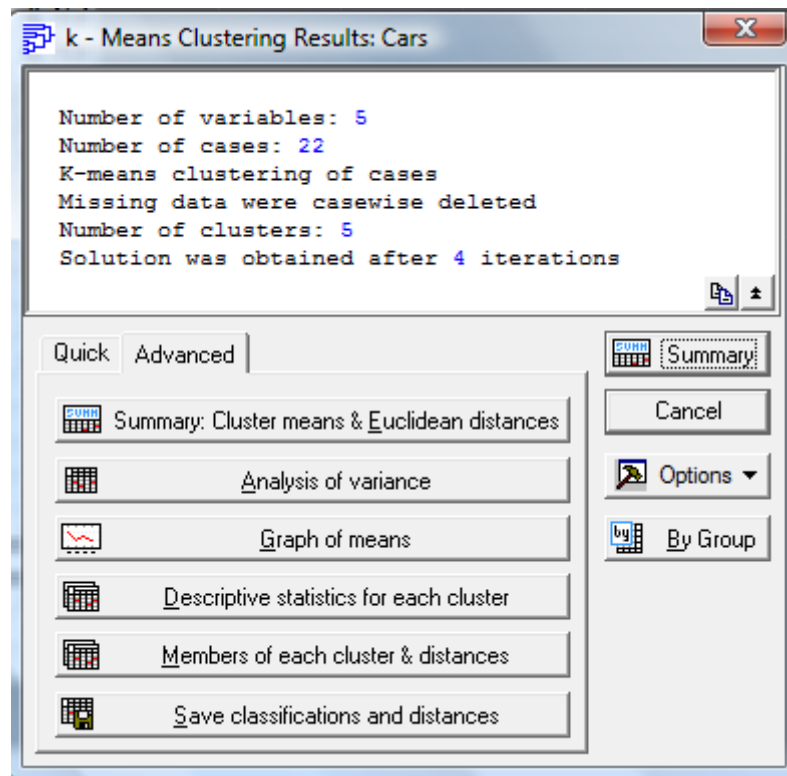 k - Means Clustering Results: Cars
Number of variables: 5
Number of cases: 22
K-means clustering of cases
Missing data were casewise deleted
Number of clusters: 5
Solution was obtained after 4 iterations
Quick Advanced
SUMM Summary
SUMM Summary: Cluster means & Euclidean distances
Cancel
Analysis of variance
Options
Graph of means
by By Group
Descriptive statistics for each cluster
Members of each cluster & distances
Save classifications and distances